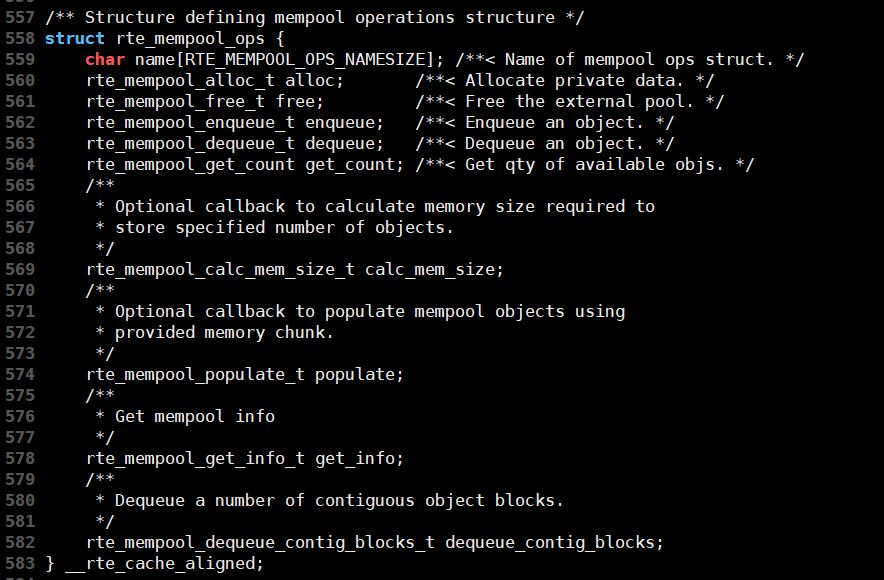 557 /** Structure defining mempool operations structure */
558 struct rte_mempool_ops {
559     char name[RTE_MEMPOOL_OPS_NAMESIZE]; /**< Name of mempool ops struct. */
560     rte_mempool_alloc_t alloc;       /**< Allocate private data. */
561     rte_mempool_free_t free;         /**< Free the external pool. */
562     rte_mempool_enqueue_t enqueue;   /**< Enqueue an object. */
563     rte_mempool_dequeue_t dequeue;   /**< Dequeue an object. */
564     rte_mempool_get_count get_count; /**< Get qty of available objs. */
565     /**
566      * Optional callback to calculate memory size required to
567      * store specified number of objects.
568      */
569     rte_mempool_calc_mem_size_t calc_mem_size;
570     /**
571      * Optional callback to populate mempool objects using
572      * provided memory chunk.
573      */
574     rte_mempool_populate_t populate;
575     /**
576      * Get mempool info
577      */
578     rte_mempool_get_info_t get_info;
579     /**
580      * Dequeue a number of contiguous object blocks.
581      */
582     rte_mempool_dequeue_contig_blocks_t dequeue_contig_blocks;
583 } __rte_cache_aligned;